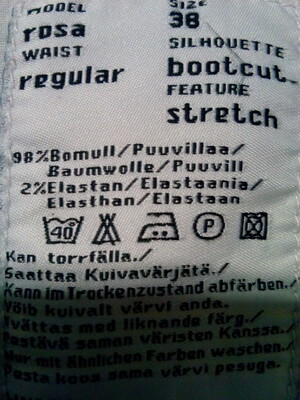 MODEL
rosa
WAIST
regular
SIZE
38
SILHOUETTE
bootcut
FEATURE
stretch
98%Bomull/Puuvillaa/
Baumwolle/Puuvill
2%Elastan/Elastaania/
Elasthan/Elastaan
40 P
Kan torrfälla./
Saattaa Kuivavärjätä./
Kann im Trockenzustand abfärben./
Võib kuivalt värvi anda.
Tvättas med liknande färg./
Pestävä saman väristen Kanssa./
Nur mit ähnlichen Farben waschen./
Pesta koos sama värvi pesuga.